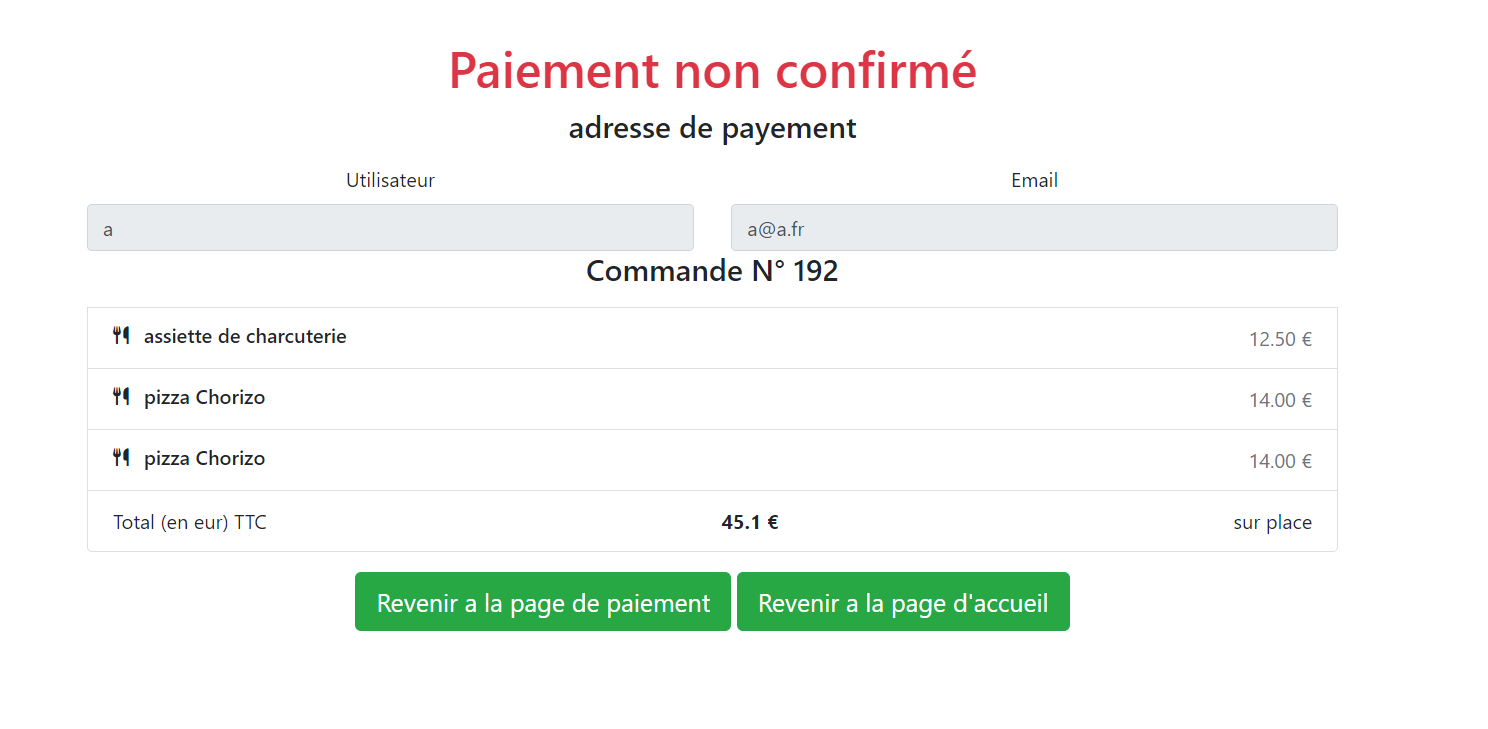 Paiement non confirmé
adresse de payement
Utilisateur Email
a a@a.fr
Commande N° 192
assiette de charcuterie 12.50 €
pizza Chorizo 14.00 €
pizza Chorizo 14.00 €
Total (en eur) TTC 45.1 € sur place
Revenir a la page de paiement Revenir a la page d'accueil